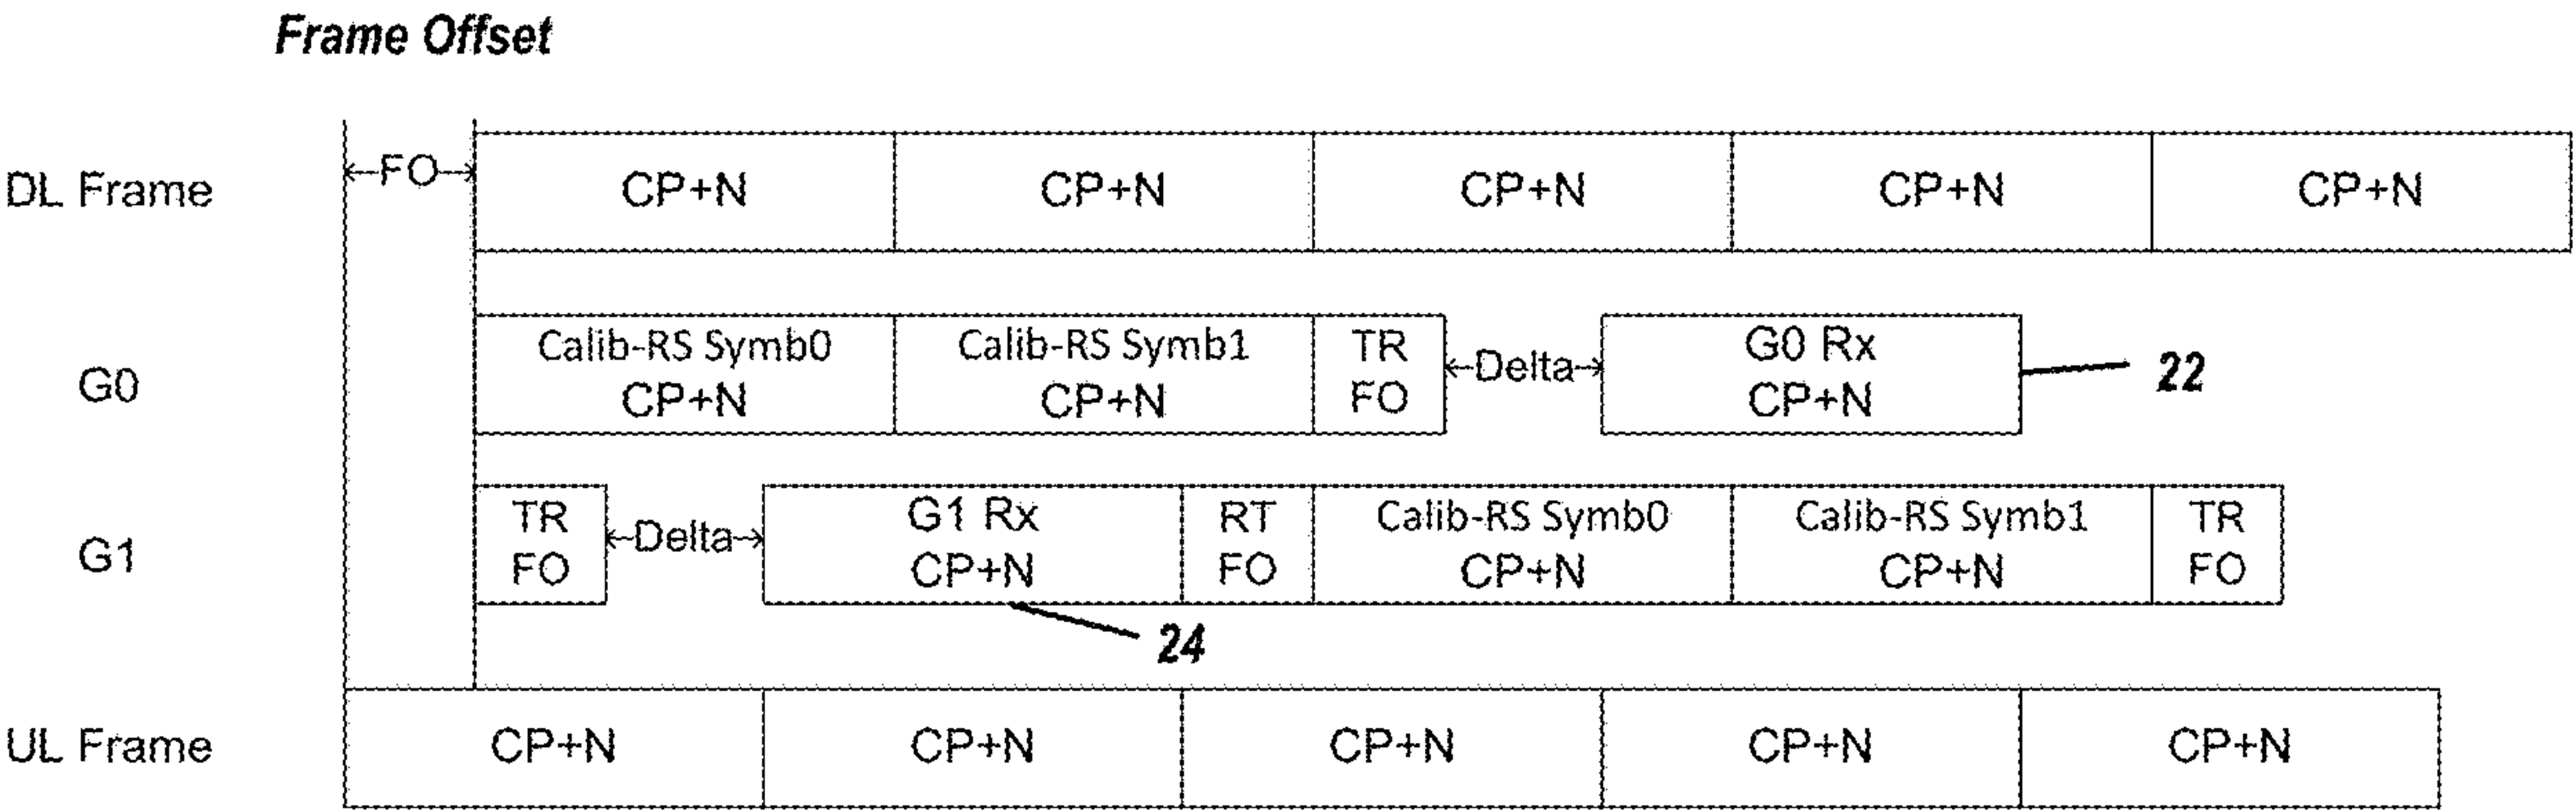 Frame Offset
DL Frame
FO
CP+N
CP+N
CP+N
CP+N
CP+N
G0
Calib-RS Symb0
CP+N
Calib-RS Symb1
CP+N
TR
FO
Delta
G0 Rx
CP+N
22
G1
TR
FO
Delta
G1 Rx
CP+N
RT
FO
Calib-RS Symb0
CP+N
Calib-RS Symb1
CP+N
TR
FO
24
UL Frame
CP+N
CP+N
CP+N
CP+N
CP+N